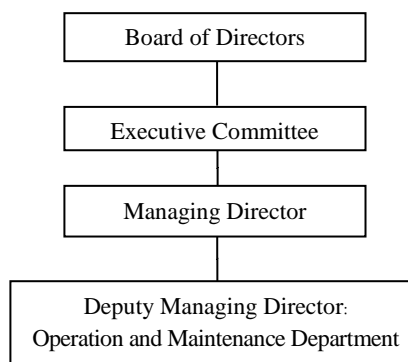 Board of Directors
Executive Committee
Managing Director
Deputy Managing Director:
Operation and Maintenance Department